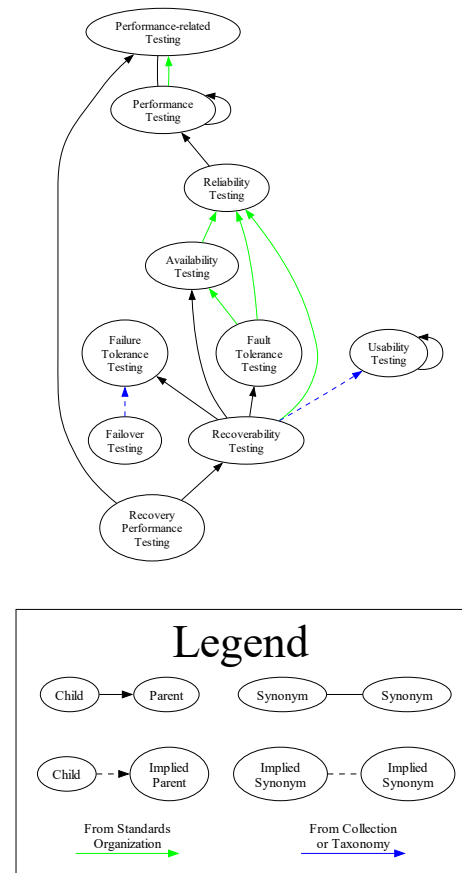 Performance-related
Testing
Performance
Testing
Reliability
Testing
Availability
Testing
Failure
Tolerance
Testing
Fault
Tolerance
Testing
Usability
Testing
Failover
Testing
Recoverability
Testing
Recovery
Performance
Testing
Legend
Child
Parent
Synonym
Synonym
Child
Implied
Parent
Implied
Synonym
Implied
Synonym
From Standards
Organization
From Collection
or Taxonomy